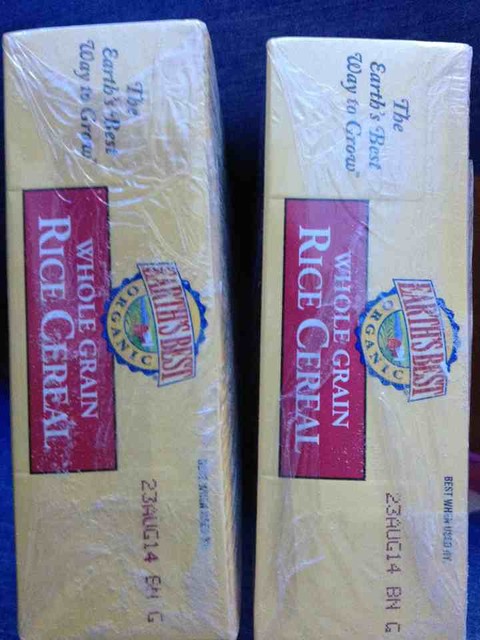 The
Earth's Best
Way to Grow
WHOLE GRAIN
RICE CEREAL
EARTH'S BEST
ORGANIC
23AUG14 BN G
The
Earth's Best
Way to Grow
WHOLE GRAIN
RICE CEREAL
EARTH'S BEST
ORGANIC
BEST WHEN USED BY
23AUG14 BN G